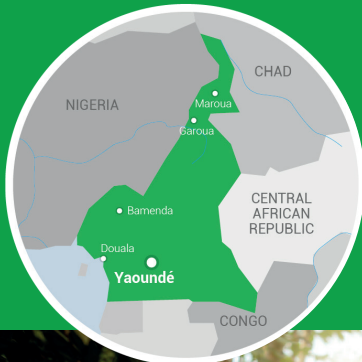 CHAD
NIGERIA
Maroua
Garoua
CENTRAL
AFRICAN
REPUBLIC
Bamenda
Douala
Yaoundé
CONGO